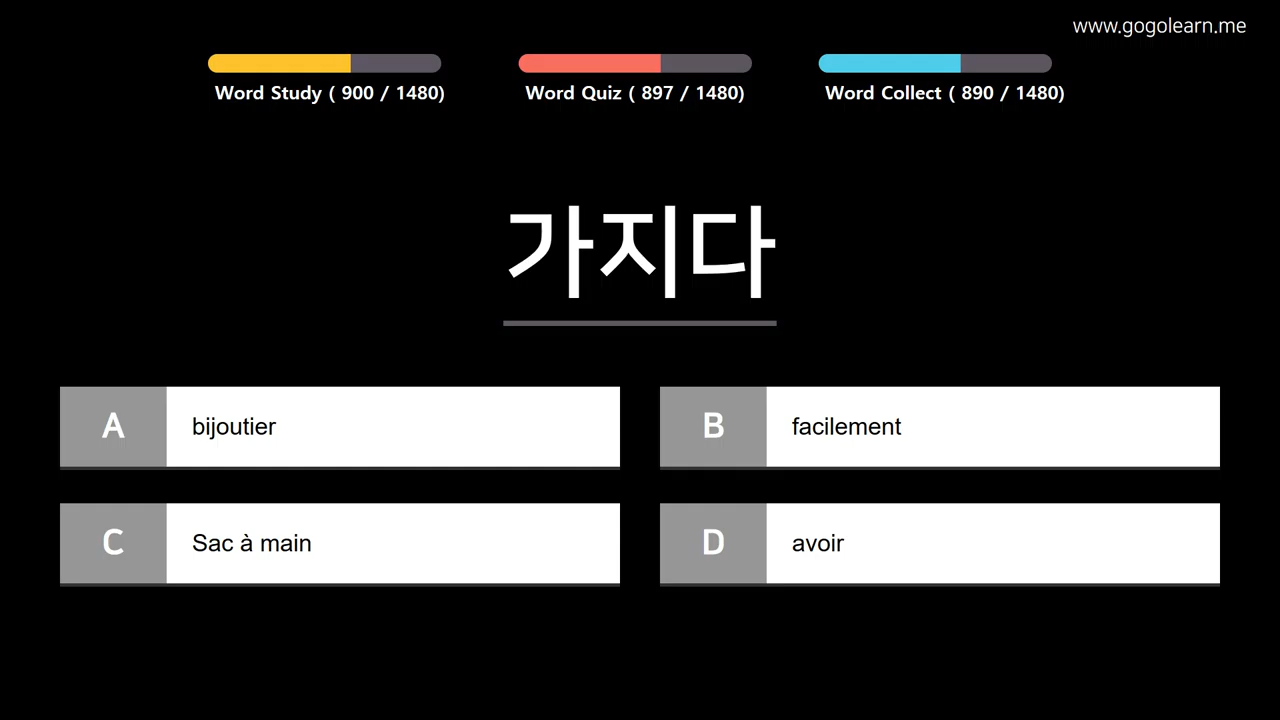 www.gogolearn.me
Word Study ( 900 / 1480)
Word Quiz ( 897 / 1480)
Word Collect ( 890 / 1480)
가지다
A bijoutier
B facilement
C Sac à main
D avoir